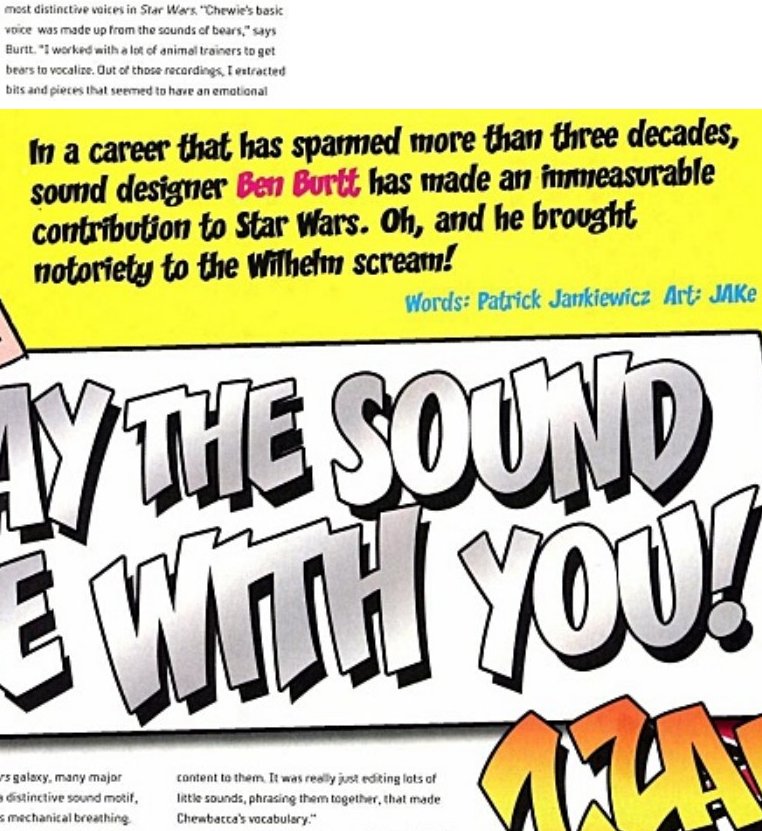 most distinctive voices in Star Wars. "Chewie's basic
voice was made up from the sounds of bears," says
Burtt. "I worked with a lot of animal trainers to get
bears to vocalize. Out of those recordings, I extracted
bits and pieces that seemed to have an emotional
In a career that has spanned more than three decades,
sound designer Ben Burtt has made an immeasurable
contribution to Star Wars. Oh, and he brought
notoriety to the Wilhelm scream!
Words: Patrick Jankiewicz Art: JAKe
AY THE SOUND
E WITH YOU!
rs galaxy, many major
a distinctive sound motif,
s mechanical breathing.
content to them. It was really just editing lots of
little sounds, phrasing them together, that made
Chewbacca's vocabulary."